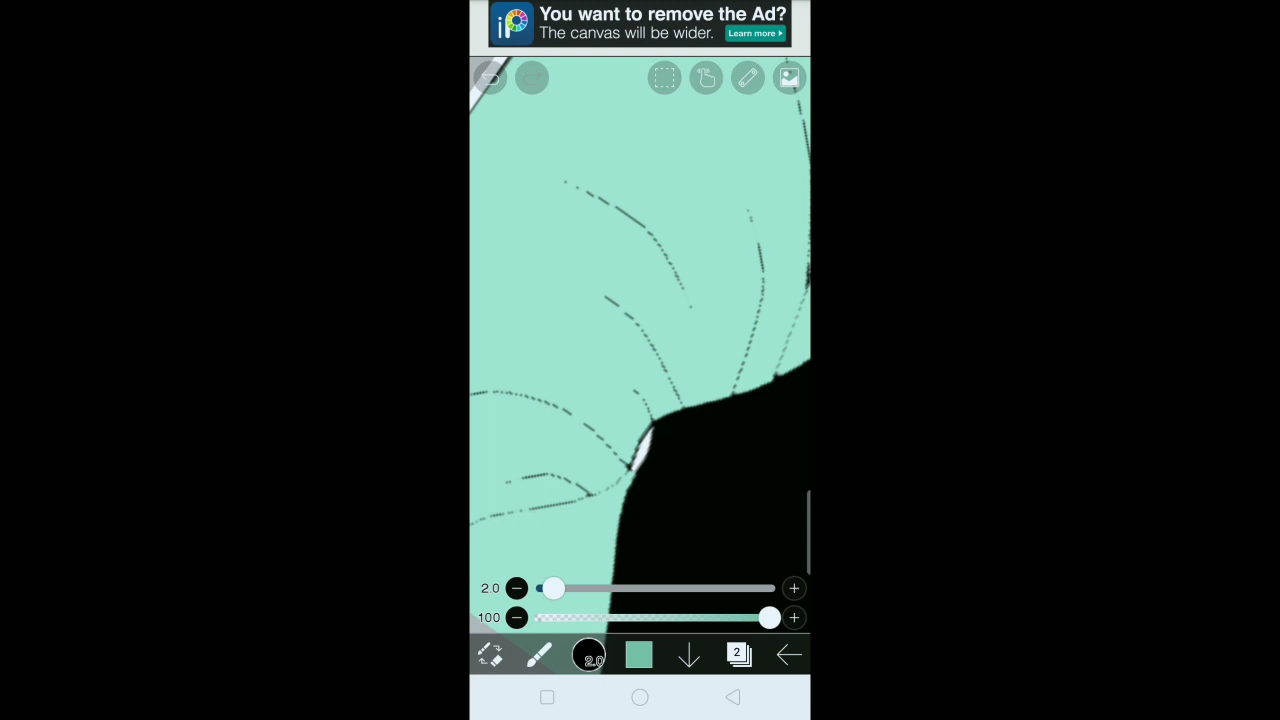 You want to remove the Ad?
iP
The canvas will be wider.
Learn more
2.0
100
2.0
2